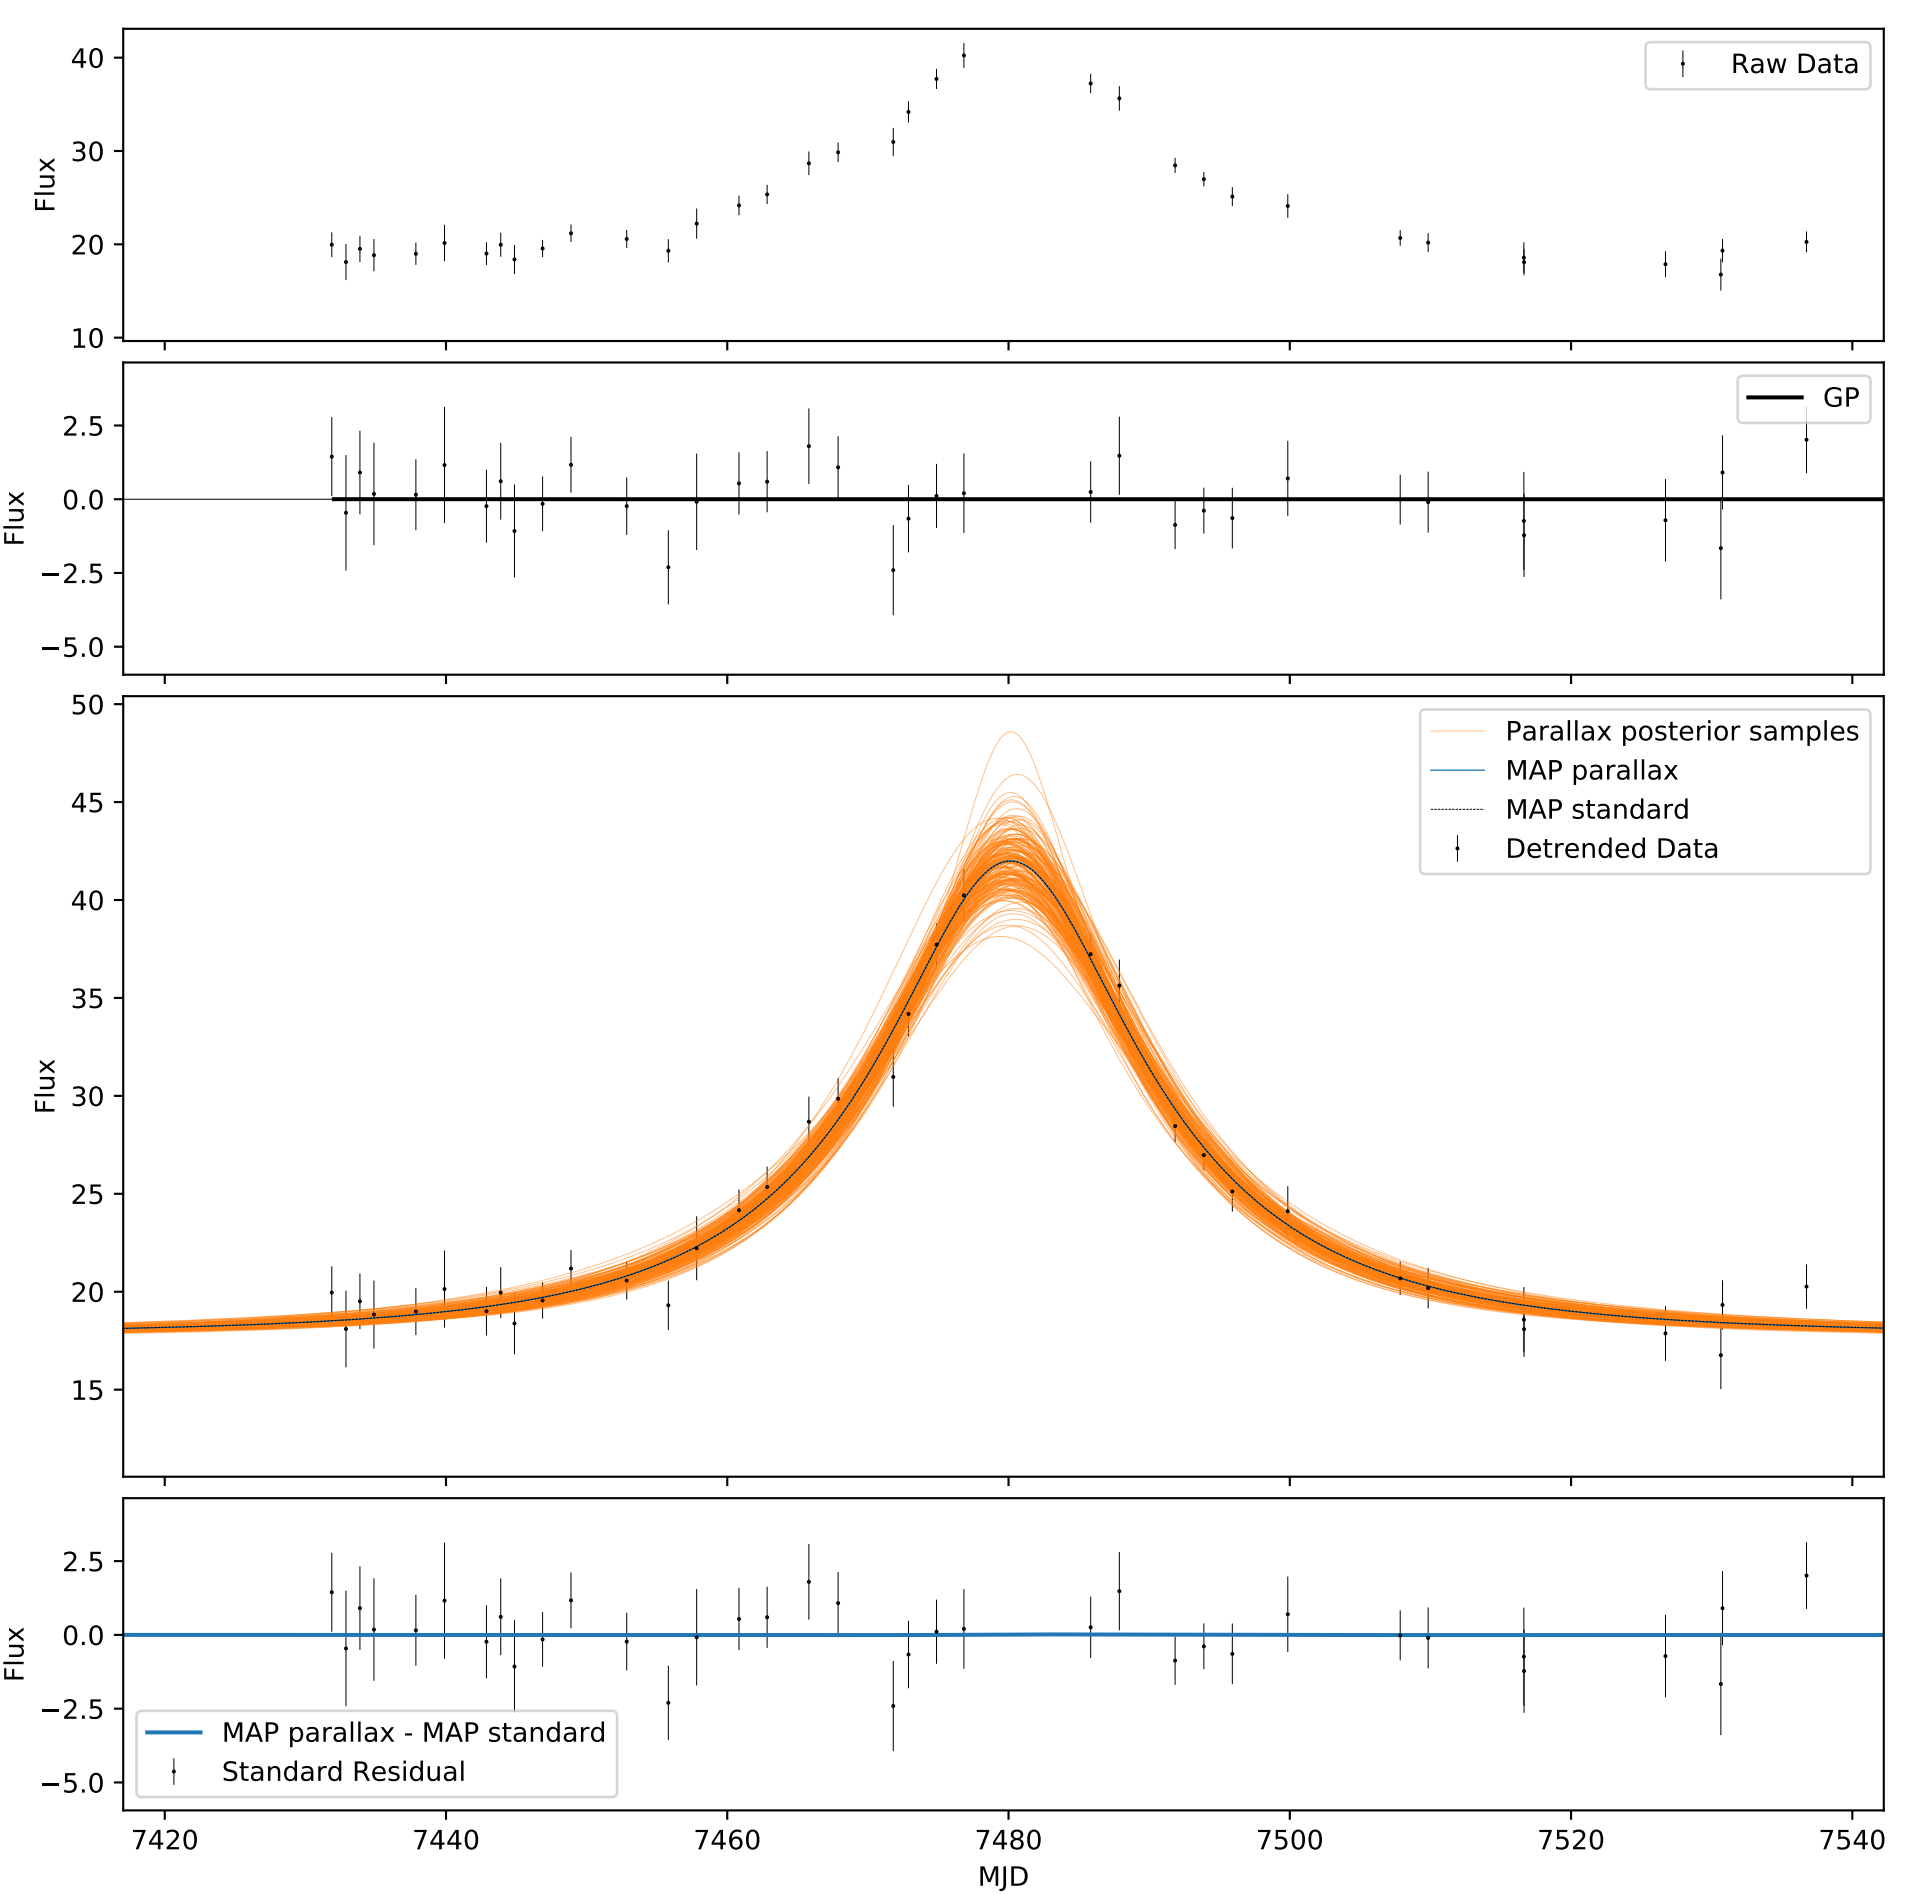 40
30
20
10
Flux
Raw Data
2.5
0.0
−2.5
−5.0
Flux
GP
50
45
40
35
30
25
20
15
Flux
Parallax posterior samples
MAP parallax
MAP standard
Detrended Data
2.5
0.0
−2.5
−5.0
Flux
MAP parallax - MAP standard
Standard Residual
7420 7440 7460 7480 7500 7520 7540
MJD